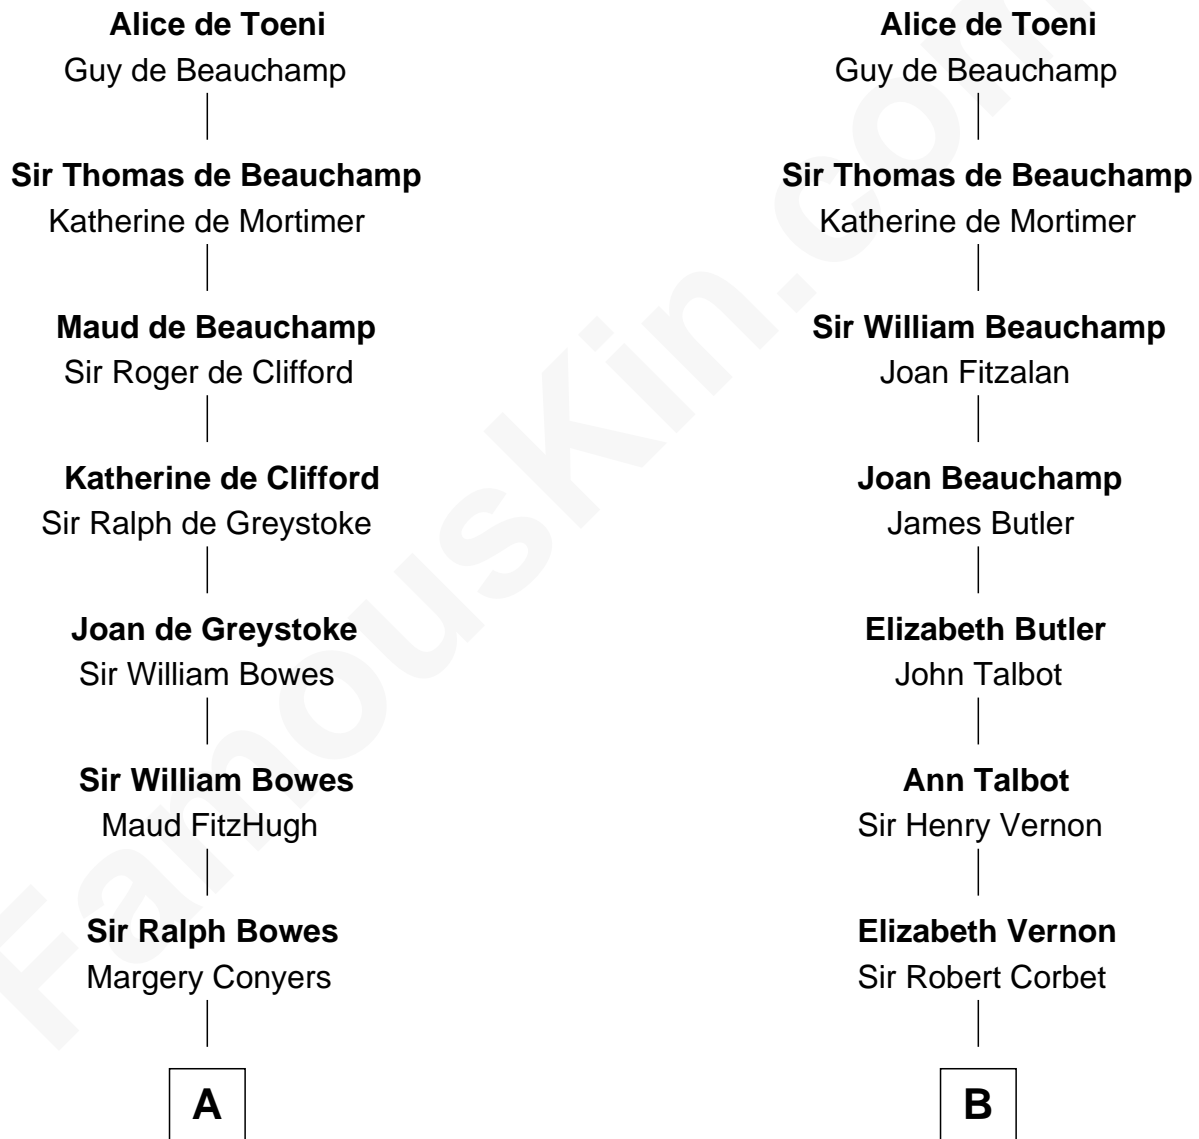 Alice de Toeni
Guy de Beauchamp
Sir Thomas de Beauchamp
Katherine de Mortimer
Maud de Beauchamp
Sir Roger de Clifford
Katherine de Clifford
Sir Ralph de Greystoke
Joan de Greystoke
Sir William Bowes
Sir William Bowes
Maud FitzHugh
Sir Ralph Bowes
Margery Conyers
A
Alice de Toeni
Guy de Beauchamp
Sir Thomas de Beauchamp
Katherine de Mortimer
Sir William Beauchamp
Joan Fitzalan
Joan Beauchamp
James Butler
Elizabeth Butler
John Talbot
Ann Talbot
Sir Henry Vernon
Elizabeth Vernon
Sir Robert Corbet
B
FamousKin.com